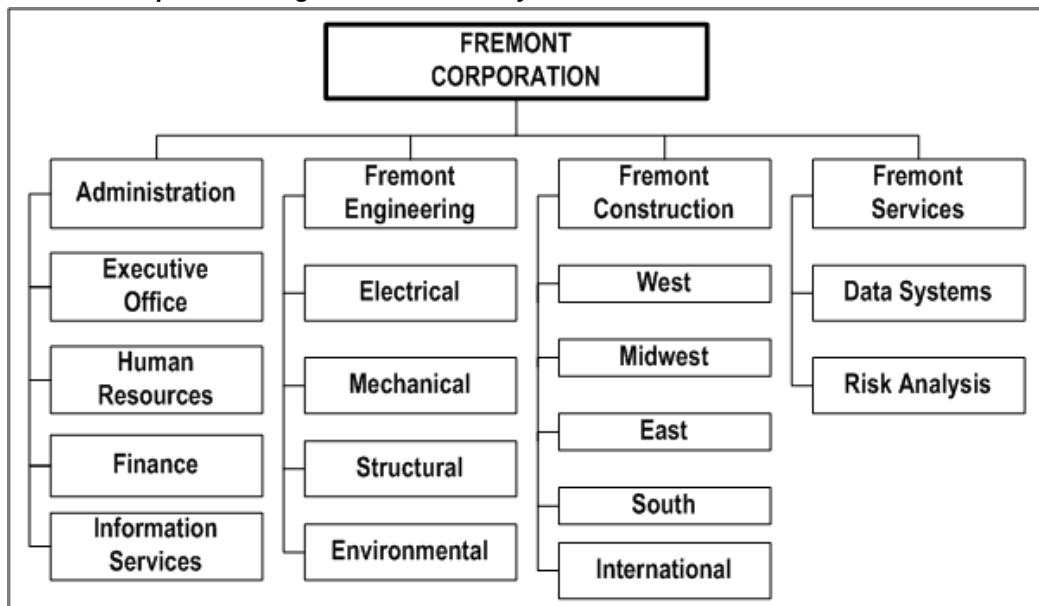 FREMONT
CORPORATION
Administration
Executive
Office
Human
Resources
Finance
Information
Services
Fremont
Engineering
Electrical
Mechanical
Structural
Environmental
Fremont
Construction
West
Midwest
East
South
International
Fremont
Services
Data Systems
Risk Analysis